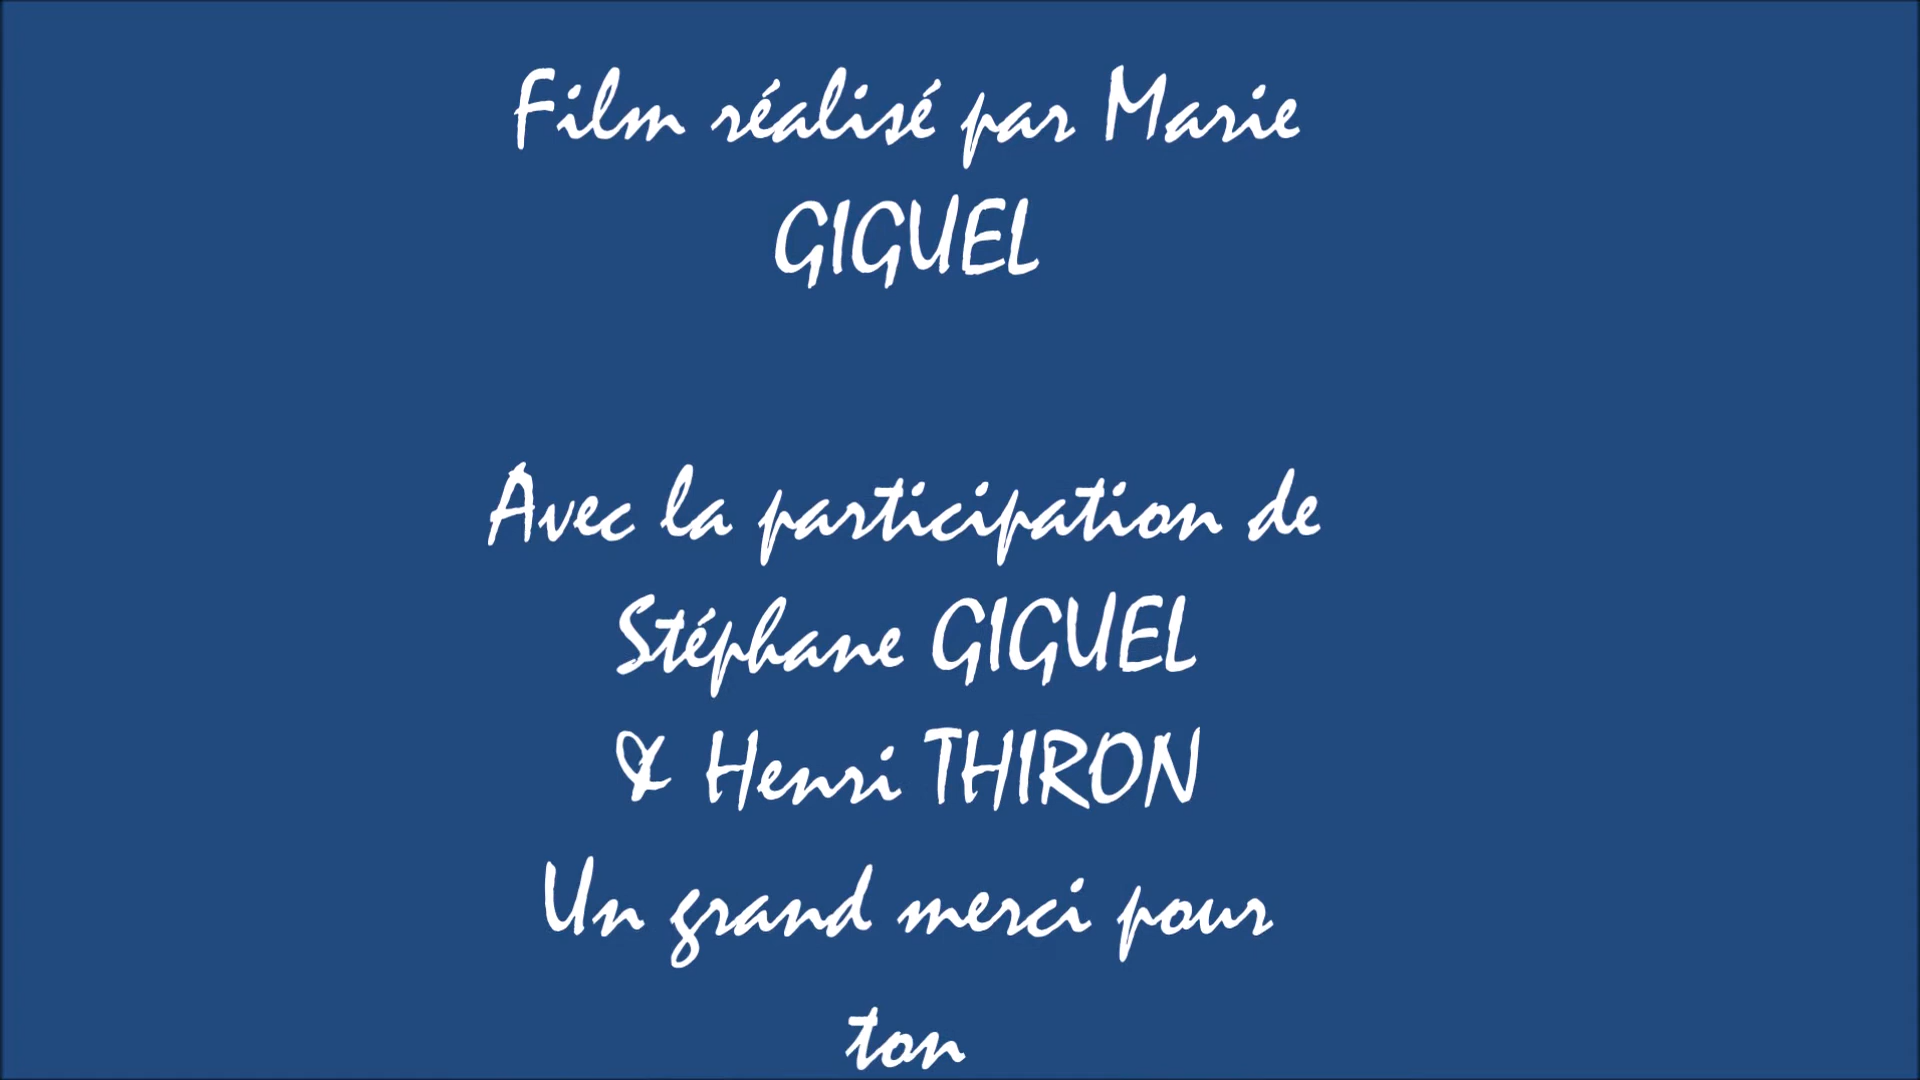 Film réalisé par Marie
GIGUEL
Avec la participation de
Stéphane GIGUEL
& Henri THIRON
Un grand merci pour
ton